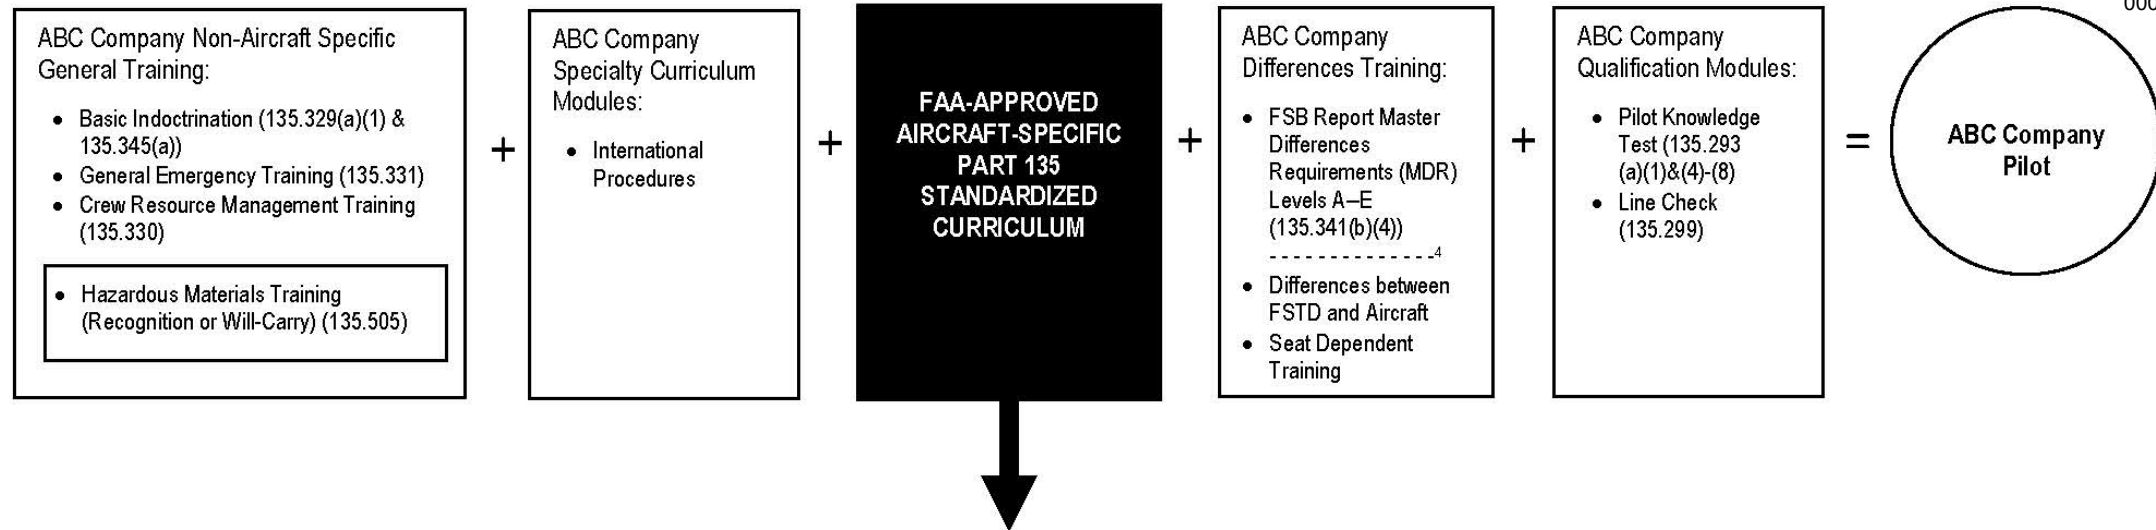 000
ABC Company Non-Aircraft Specific
General Training:
• Basic Indoctrination (135.329(a)(1) &
135.345(a))
• General Emergency Training (135.331)
• Crew Resource Management Training
(135.330)
• Hazardous Materials Training
(Recognition or Will-Carry) (135.505)
+
ABC Company
Specialty Curriculum
Modules:
• International
Procedures
+
FAA-APPROVED
AIRCRAFT-SPECIFIC
PART 135
STANDARDIZED
CURRICULUM
+
ABC Company
Differences Training:
• FSB Report Master
Differences
Requirements (MDR)
Levels A–E
(135.341(b)(4))
- - - - - - - - - - - - - -4
• Differences between
FSTD and Aircraft
• Seat Dependent
Training
+
ABC Company
Qualification Modules:
• Pilot Knowledge
Test (135.293
(a)(1)&(4)-(8)
• Line Check
(135.299)
=
ABC Company
Pilot